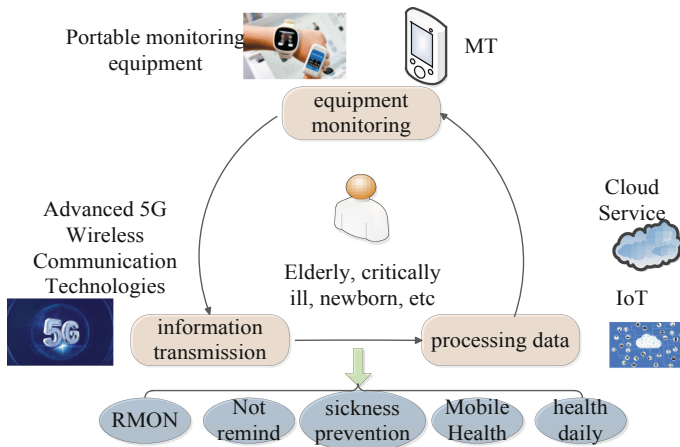 Portable monitoring
equipment
MT
equipment
monitoring
Advanced 5G
Wireless
Communication
Technologies
Cloud
Service
Elderly, critically
ill, newborn, etc
IoT
5G
information
transmission
processing data
RMON
Not
remind
sickness
prevention
Mobile
Health
health
daily